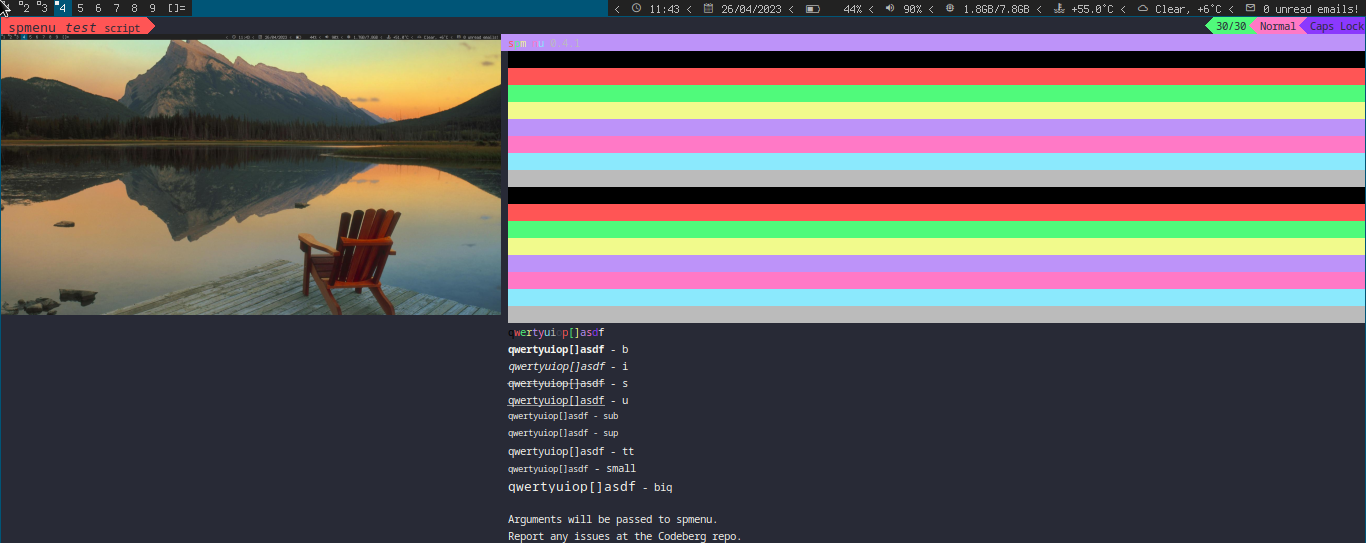 1 2 3 4 5 6 7 8 9 []= < 11:43 < 26/04/2023 < 44% < 90% < 1.8GB/7.8GB < +55.0°C < Clear, +6°C < 0 unread emails!
spmenu test script 30/30 Normal Caps Lock
qwertyuiop[]asdf
qwertyuiop[]asdf - b
qwertyuiop[]asdf - i
qwertyuiop[]asdf - s
qwertyuiop[]asdf - u
qwertyuiop[]asdf - sub
qwertyuiop[]asdf - sup
qwertyuiop[]asdf - tt
qwertyuiop[]asdf - small
qwertyuiop[]asdf - big
Arguments will be passed to spmenu.
Report any issues at the Codeberg repo.